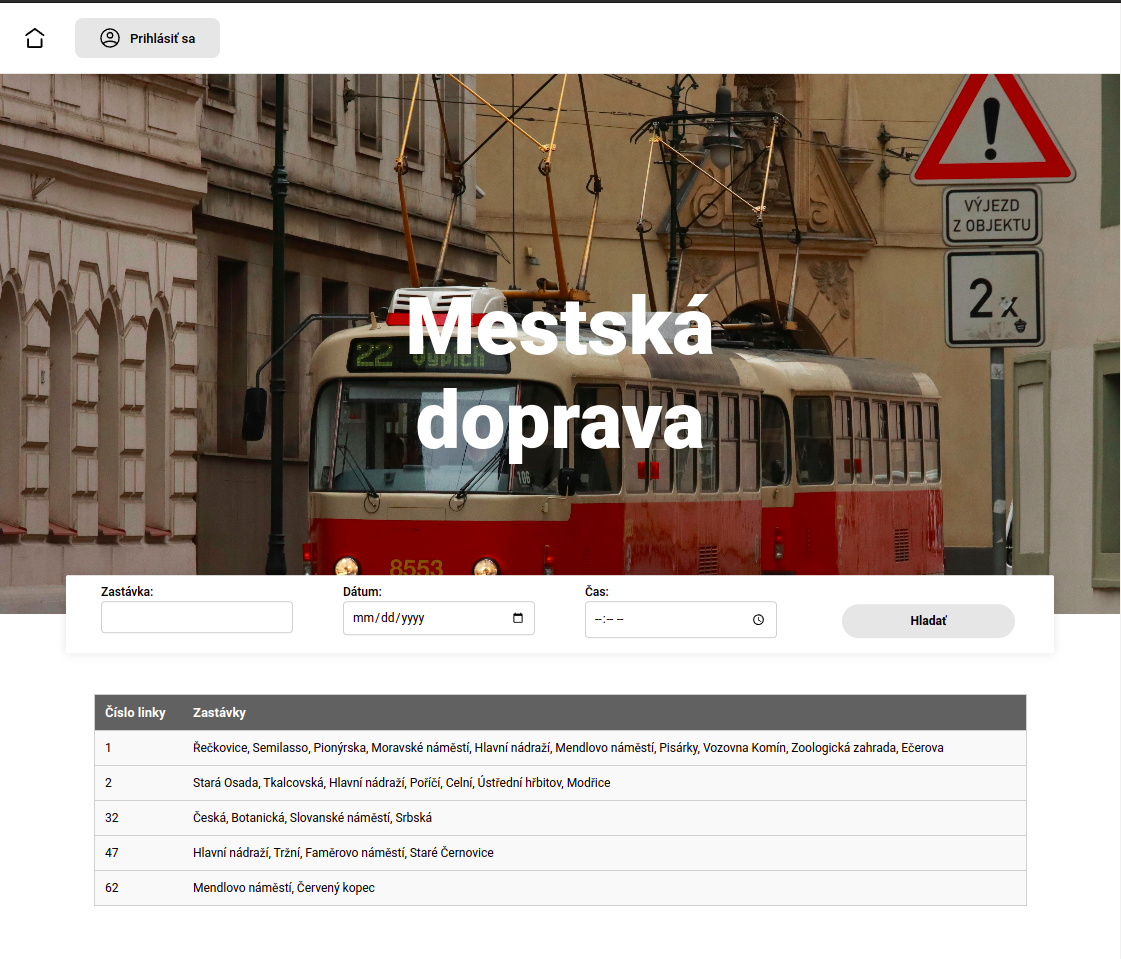 Prihlásiť sa
VÝJEZD
Z OBJEKTU
2x
Mestská
22 Vypich
doprava
106
8553
Zastávka:
Dátum:
Čas:
mm/dd/yyyy
--:-- --
Hladať
Číslo linky Zastávky
1 Řečkovice, Semilasso, Pionýrska, Moravské náměstí, Hlavní nádraží, Mendlovo náměstí, Pisárky, Vozovna Komín, Zoologická zahrada, Ečerova
2 Stará Osada, Tkalcovská, Hlavní nádraží, Poříčí, Celní, Ústřední hřbitov, Modřice
32 Česká, Botanická, Slovanské náměstí, Srbská
47 Hlavní nádraží, Tržní, Faměrovo náměstí, Staré Černovice
62 Mendlovo náměstí, Červený kopec